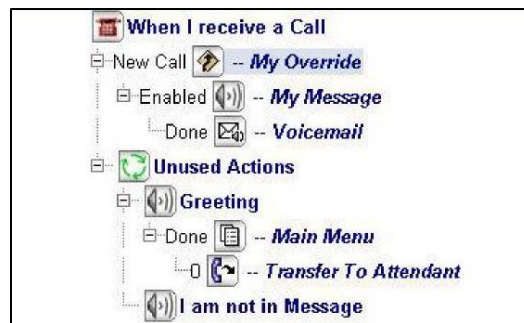 When I receive a Call
New Call -- My Override
Enabled -- My Message
Done -- Voicemail
Unused Actions
Greeting
Done -- Main Menu
0 -- Transfer To Attendant
I am not in Message